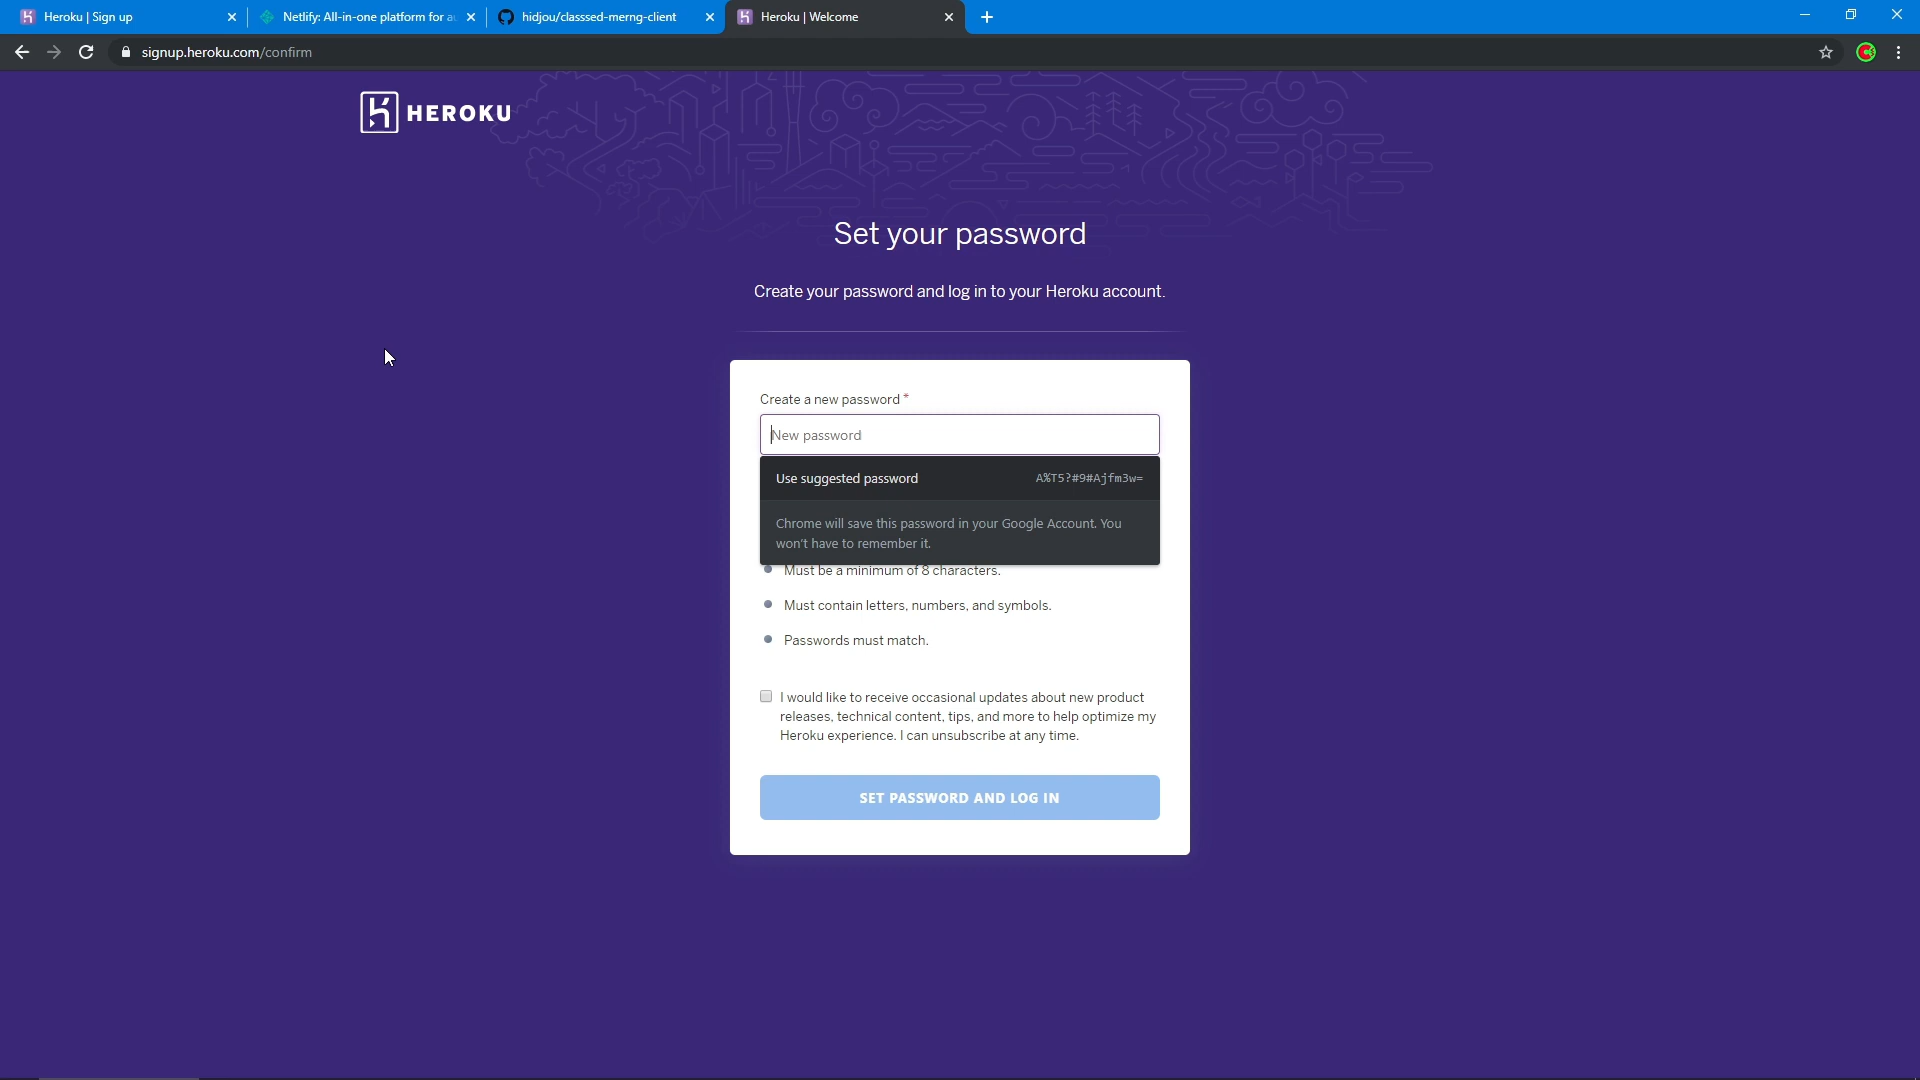 Heroku | Sign up
Netlify: All-in-one platform for au
hidjou/classsed-merng-client
Heroku | Welcome
signup.heroku.com/confirm
HEROKU
Set your password
Create your password and log in to your Heroku account.
Create a new password *
New password
Use suggested password A%T5?#9#Ajfm3w=
Chrome will save this password in your Google Account. You
won't have to remember it.
Must be a minimum of 8 characters.
Must contain letters, numbers, and symbols.
Passwords must match.
I would like to receive occasional updates about new product
releases, technical content, tips, and more to help optimize my
Heroku experience. I can unsubscribe at any time.
SET PASSWORD AND LOG IN